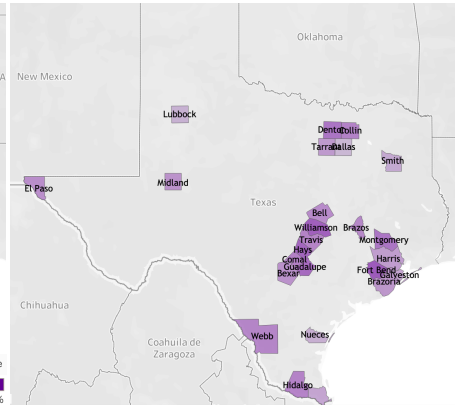 Oklahoma
A
New Mexico
Lubbock
Denton
Collin
Tarrant
Dallas
Smith
El Paso
Midland
Texas
Bell
Williamson
Brazos
Travis
Montgomery
Hays
Harris
Comal
Guadalupe
Fort Bend
Galveston
Bexar
Brazoria
Chihuahua
Webb
Nueces
Coahuila de
Zaragoza
e
Hidalgo
%